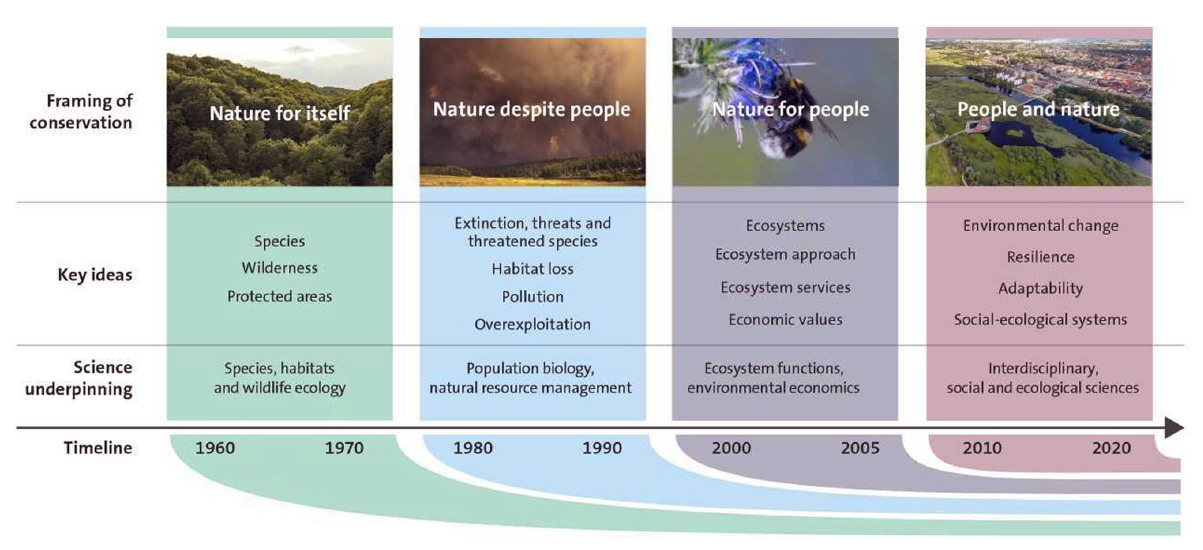 Framing of
conservation
Nature for itself
Nature despite people
Nature for people
People and nature
Key ideas
Species
Wilderness
Protected areas
Extinction, threats and
threatened species
Habitat loss
Pollution
Overexploitation
Ecosystems
Ecosystem approach
Ecosystem services
Economic values
Environmental change
Resilience
Adaptability
Social-ecological systems
Science
underpinning
Species, habitats
and wildlife ecology
Population biology,
natural resource management
Ecosystem functions,
environmental economics
Interdisciplinary,
social and ecological sciences
Timeline
1960 1970 1980 1990 2000 2005 2010 2020